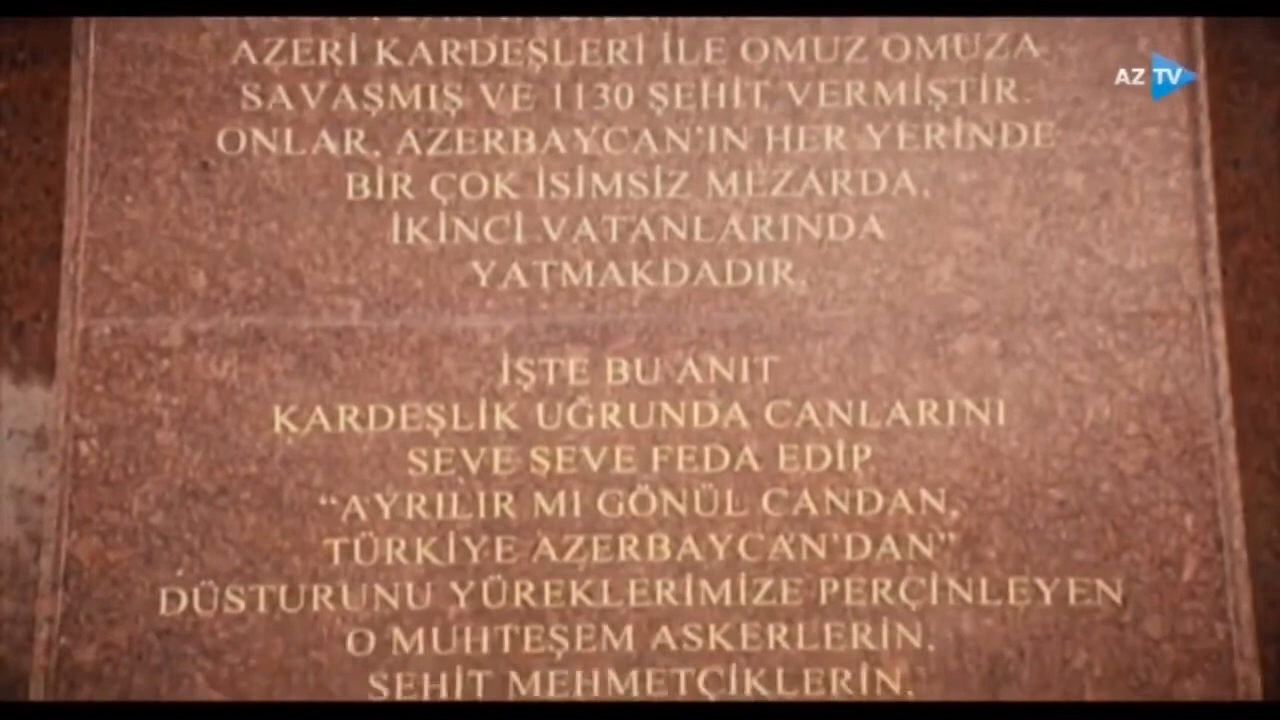 AZERİ KARDEŞLERİ İLE OMUZ OMUZA
SAVAŞMIŞ VE 1130 ŞEHİT VERMİŞTİR.
ONLAR, AZERBAYCAN'IN HER YERİNDE
BİR ÇOK İSİMSİZ MEZARDA,
İKİNCİ VATANLARINDA
YATMAKDADIR.
İŞTE BU ANIT
KARDEŞLİK UĞRUNDA CANLARINI
SEVE SEVE FEDA EDİP
"AYRILIR MI GÖNÜL CANDAN,
TÜRKİYE AZERBAYCAN'DAN"
DÜSTURUNU YÜREKLERİMİZE PERÇİNLEYEN
O MUHTEŞEM ASKERLERİN,
ŞEHİT MEHMETÇİKLERİN,
AZ TV